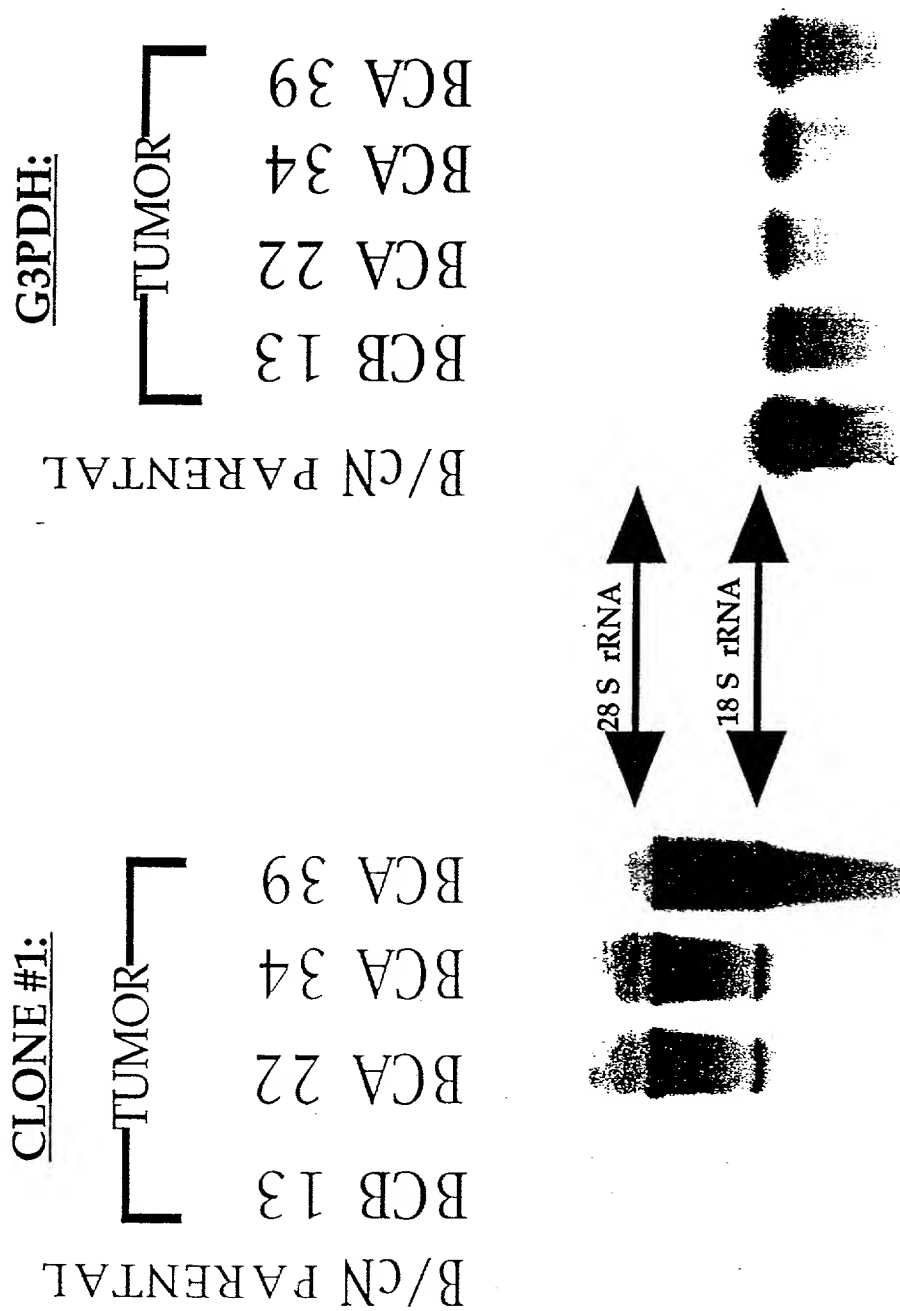 CLONE #1:
TUMOR
B/cN PARENTAL
BCB 13
BCA 22
BCA 34
BCA 39
28 S rRNA
18 S rRNA
G3PDH:
TUMOR
B/cN PARENTAL
BCB 13
BCA 22
BCA 34
BCA 39